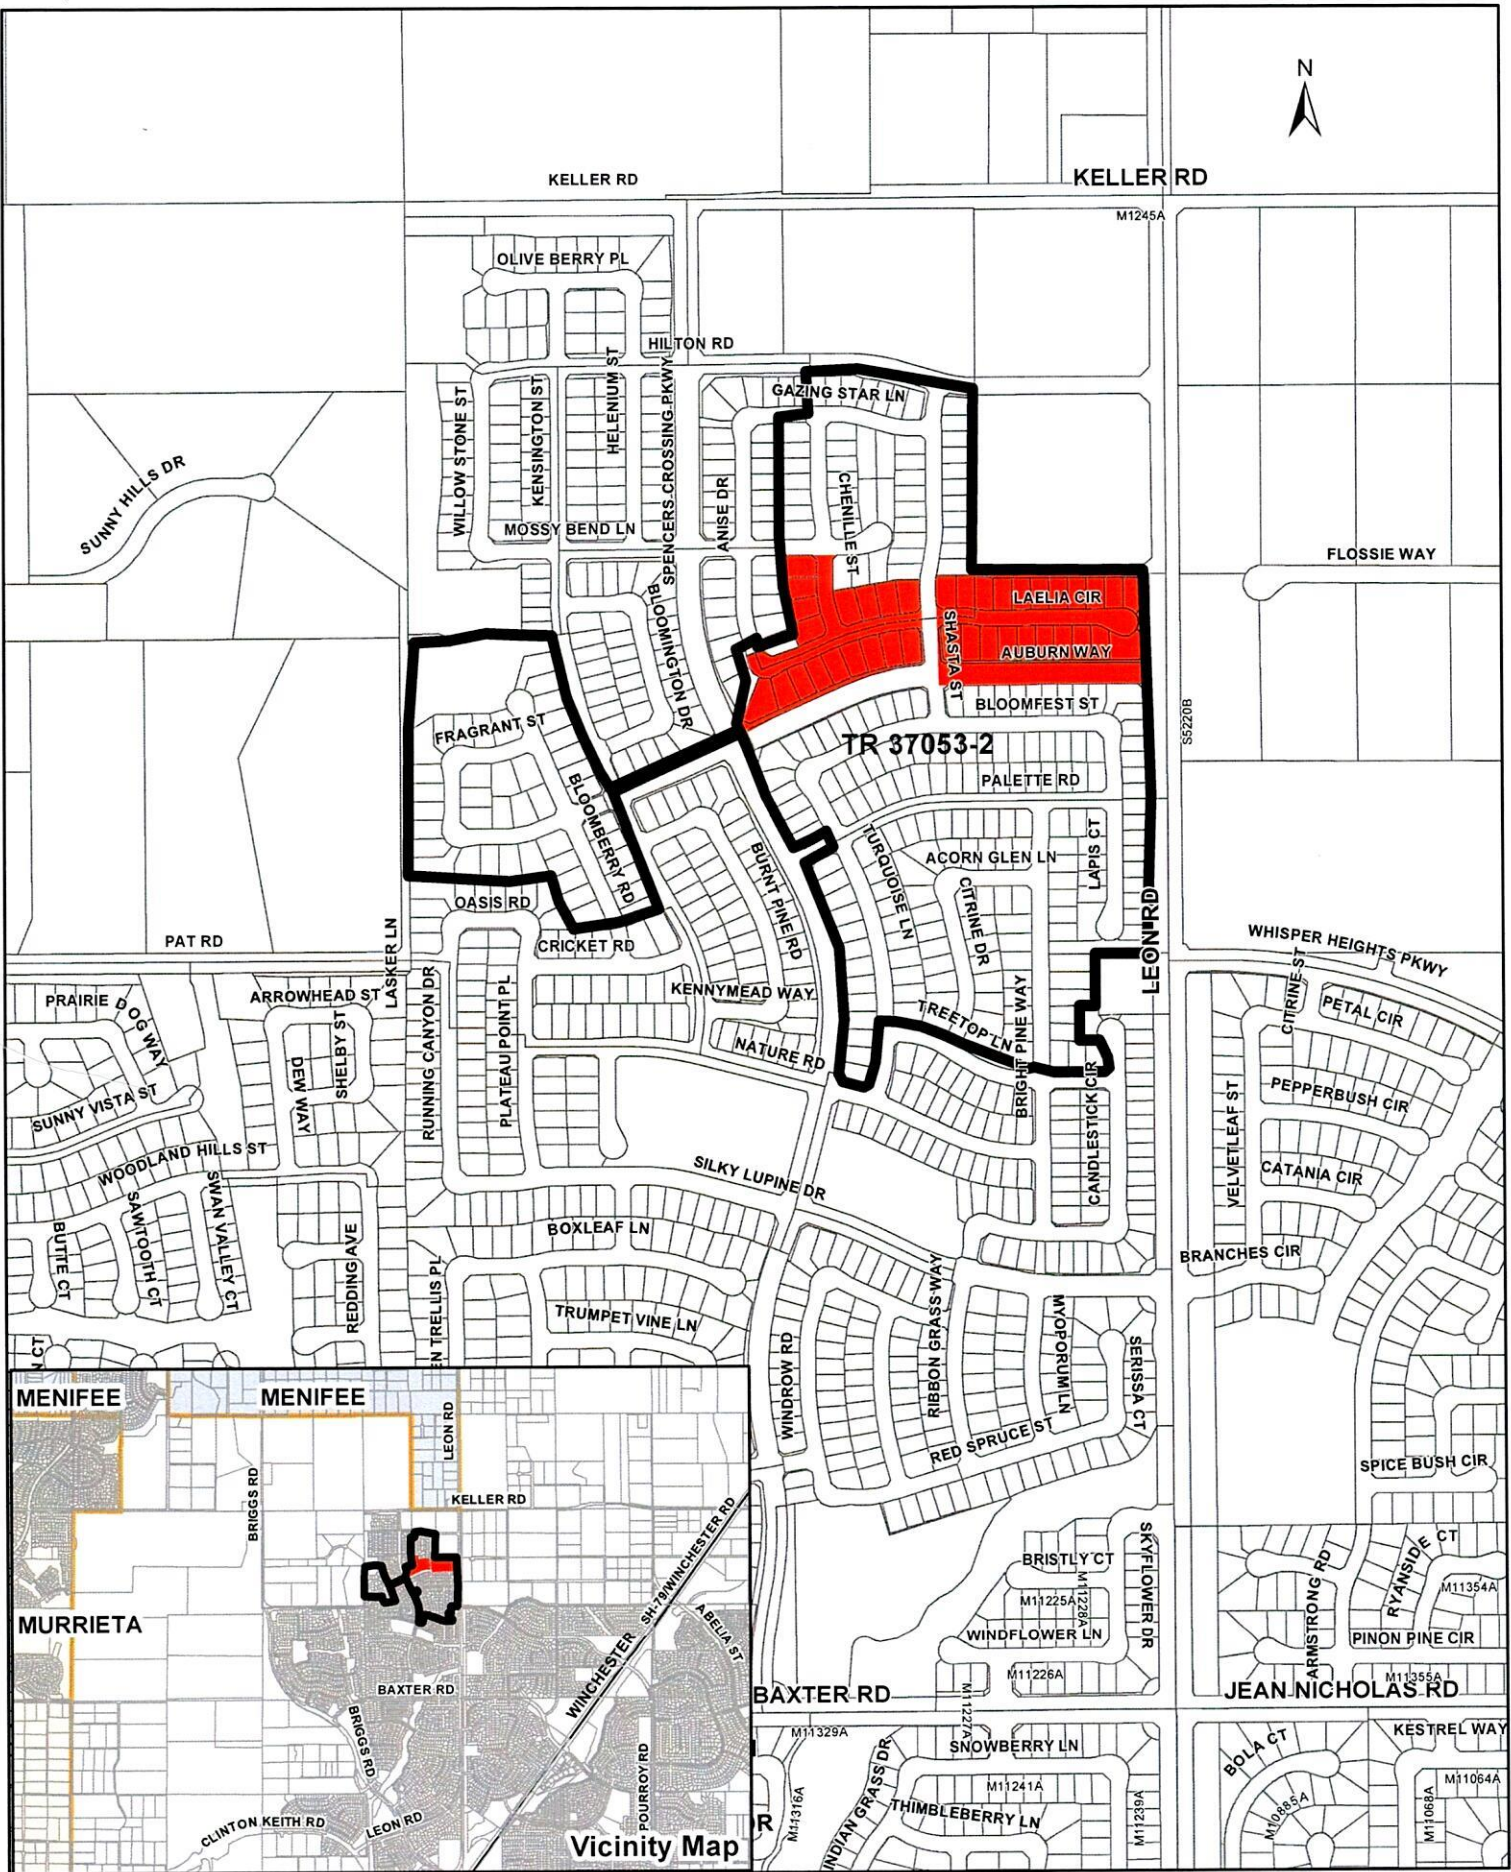 N
KELLER RD
KELLER RD
M1245A
OLIVE BERRY PL
HILTON RD
GAZING STAR LN
WILLOW STONE ST
KENSINGTON ST
HELENIUM ST
SPENCERS CROSSING PKWY
ANISE DR
CHENILLE ST
SUNNY HILLS DR
MOSSY BEND LN
FLOSSIE WAY
BLOOMINGTON DR
LAELIA CIR
SHASTA ST
AUBURN WAY
BLOOMFEST ST
S5220B
FRAGRANT ST
TR 37053-2
PALETTE RD
BLOOMBERRY RD
BURNT PINE RD
TURQUOISE LN
ACORN GLEN LN
LAPIS CT
CITRINE DR
OASIS RD
CRICKET RD
LEON RD
PAT RD
LASKER LN
WHISPER HEIGHTS PKWY
PRAIRIE DOG WAY
ARROWHEAD ST
RUNNING CANYON DR
PLATEAU POINT PL
KENNYMEAD WAY
BRIGHT PINE WAY
CITRINE ST
PETAL CIR
SHELBY ST
DEW WAY
NATURE RD
TREETOP LN
SUNNY VISTA ST
CANDLESTICK CIR
VELVETLEAF ST
PEPPERBUSH CIR
WOODLAND HILLS ST
SILKY LUPINE DR
CATANIA CIR
BUTTE CT
SAWTOOTH CT
SWAN VALLEY CT
REDDING AVE
BOXLEAF LN
BRANCHES CIR
EN TRELLIS PL
TRUMPET VINE LN
WINDROW RD
RIBBON GRASS WAY
MYOPORUM LN
SERISSA CT
N CT
RED SPRUCE ST
SPICE BUSH CIR
BRISTLY CT
M11225A
M11228A
SKYFLOWER DR
WINDFLOWER LN
M11226A
ARMSTRONG RD
RYANSIDE CT
M11354A
PINON PINE CIR
M11355A
BAXTER RD
JEAN NICHOLAS RD
M11227A
M11329A
SNOWBERRY LN
KESTREL WAY
BOLA CT
M11241A
M11064A
M11316A
INDIAN GRASS DR
THIMBLEBERRY LN
M11239A
M10885A
M11068A
DR
MENIFEE
MENIFEE
LEON RD
BRIGGS RD
KELLER RD
SH-79/WINCHESTER RD
MURRIETA
ABELIA ST
WINCHESTER
BAXTER RD
BRIGGS RD
POURROY RD
CLINTON KEITH RD
LEON RD
Vicinity Map